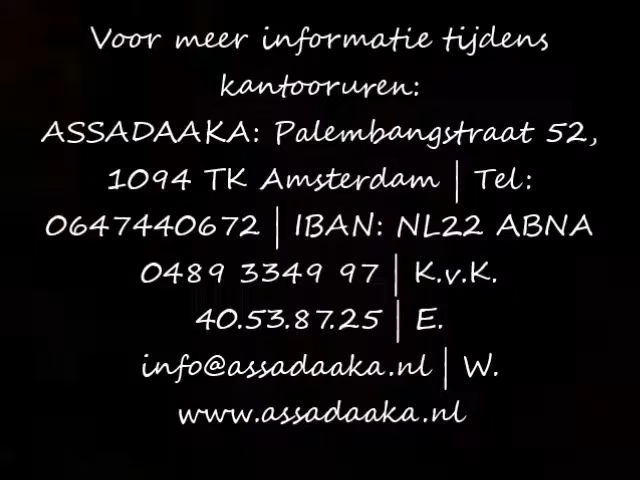 Voor meer informatie tijdens
kantooruren:
ASSADAAKA: Palembangstraat 52,
1094 TK Amsterdam | Tel:
0647440672 | IBAN: NL22 ABNA
0489 3349 97 | K.v.K.
40.53.87.25 | E.
info@assadaaka.nl | W.
www.assadaaka.nl